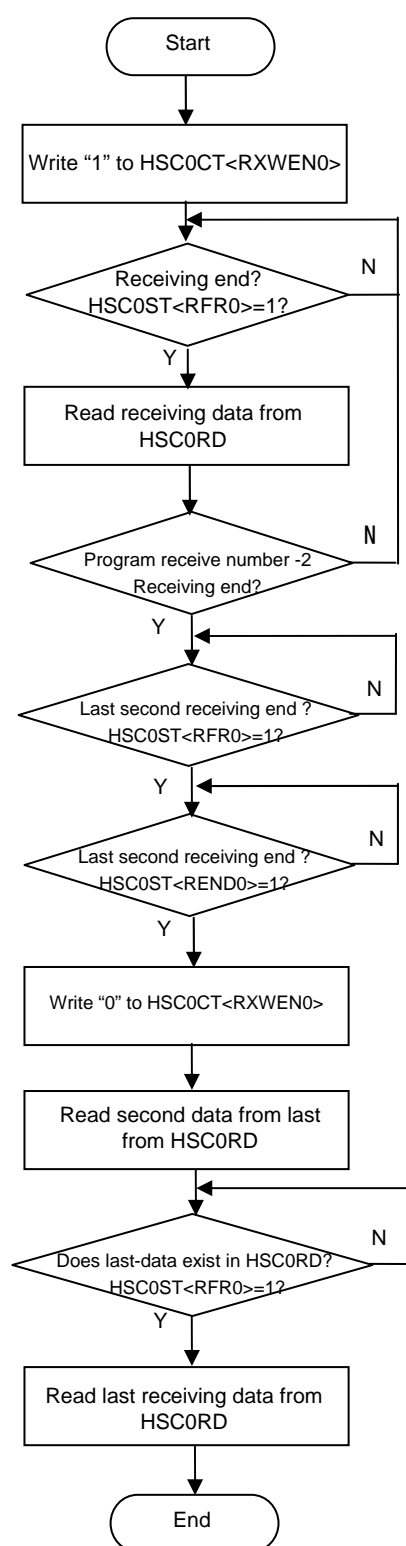 Start
Write “1” to HSC0CT<RXWEN0>
Receiving end?
N
HSC0ST<RFR0>=1?
Y
Read receiving data from
HSC0RD
N
Program receive number -2
Receiving end?
Y
N
Last second receiving end ?
HSC0ST<RFR0>=1?
Y
N
Last second receiving end ?
HSC0ST<REND0>=1?
Y
Write “0” to HSC0CT<RXWEN0>
Read second data from last
from HSC0RD
N
Does last-data exist in HSC0RD?
HSC0ST<RFR0>=1?
Y
Read last receiving data from
HSC0RD
End